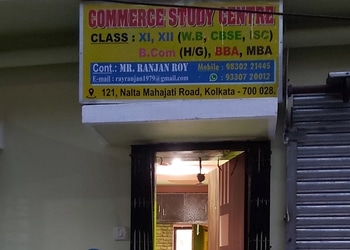 COMMERCE STUDY CENTRE
CLASS : XI, XII (W.B, CBSE, ISC)
B.Com (H/G), BBA, MBA
Cont.: MR. RANJAN ROY Mobile : 98302 21445
E-mail : rayranjan1979@gmail.com 93307 20012
121, Nalta Mahajati Road, Kolkata - 700 028.